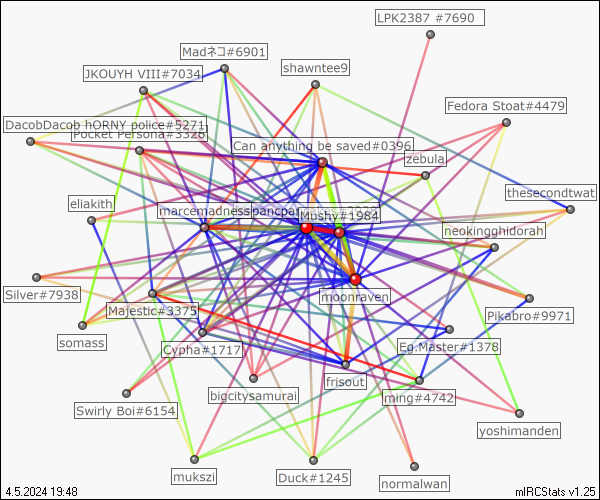 LPK2387 #7690
Madネコ#6901
shawntee9
JKOUYH VIII#7034
Fedora Stoat#4479
DacobDacob hORNY police#5271
Pocket Persona#3328
Can anything be saved#0396
zebula
thesecondtwat
eliakith
marcemadness
Mushy#1984
neokingghidorah
moonraven
Silver#7938
Majestic#3375
Pikabro#9971
somass
Cypha#1717
Eg.Master#1378
frisout
bigcitysamurai
ming#4742
Swirly Boi#6154
yoshimanden
mukszi
Duck#1245
normalwan
4.5.2024 19:48
mIRCStats v1.25